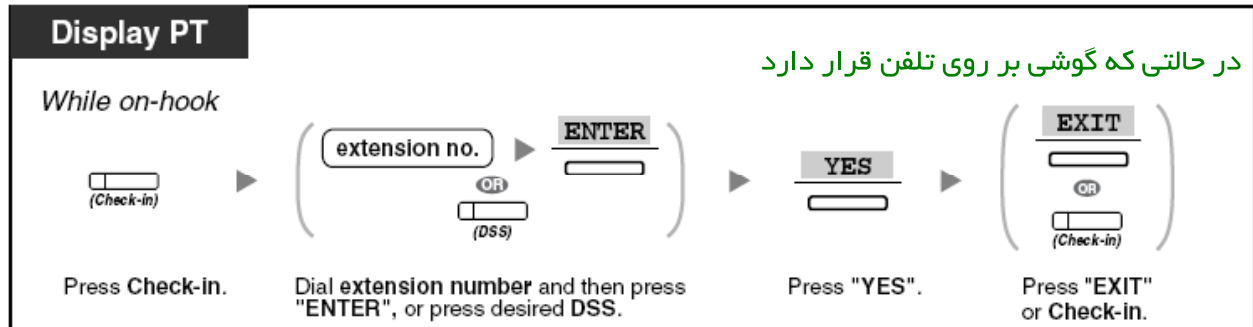 Display PT
در حالتی که گوشی بر روی تلفن قرار دارد
While on-hook
(Check-in)
extension no.
ENTER
OR
(DSS)
YES
EXIT
OR
(Check-in)
Press Check-in.
Dial extension number and then press
"ENTER", or press desired DSS.
Press "YES".
Press "EXIT"
or Check-in.